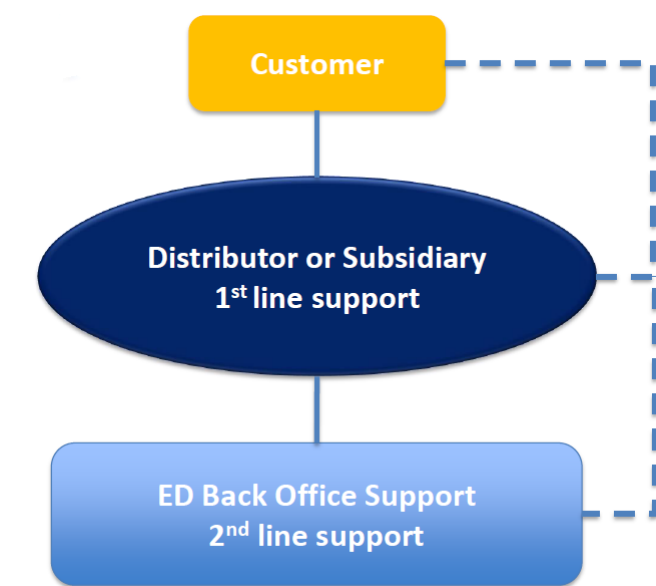 Customer
Distributor or Subsidiary
1st line support
ED Back Office Support
2nd line support